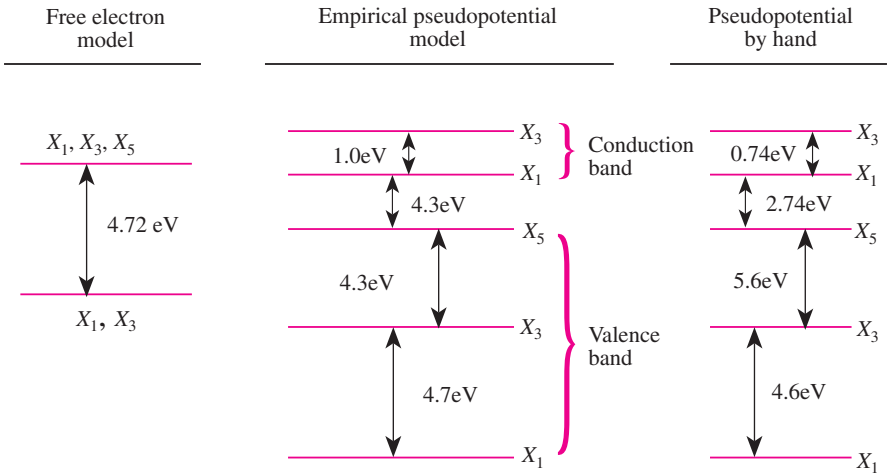 Free electron
model
X1, X3, X5
4.72 eV
X1, X3
Empirical pseudopotential
model
X3
1.0eV
X1
4.3eV
X5
4.3eV
X3
4.7eV
X1
Conduction
band
Valence
band
Pseudopotential
by hand
X3
0.74eV
X1
2.74eV
X5
5.6eV
X3
4.6eV
X1